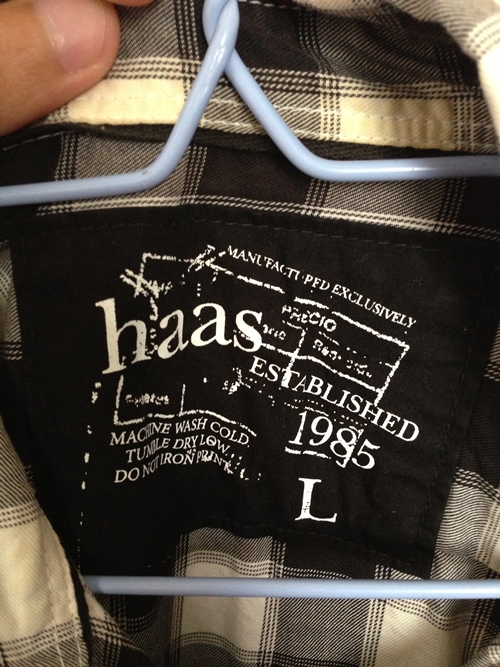 MANUFACTURED EXCLUSIVELY
haas
PRECIO
ESTABLISHED
1985
MACHINE WASH COLD
TUMBLE DRY LOW
DO NOT IRON PRINT
L